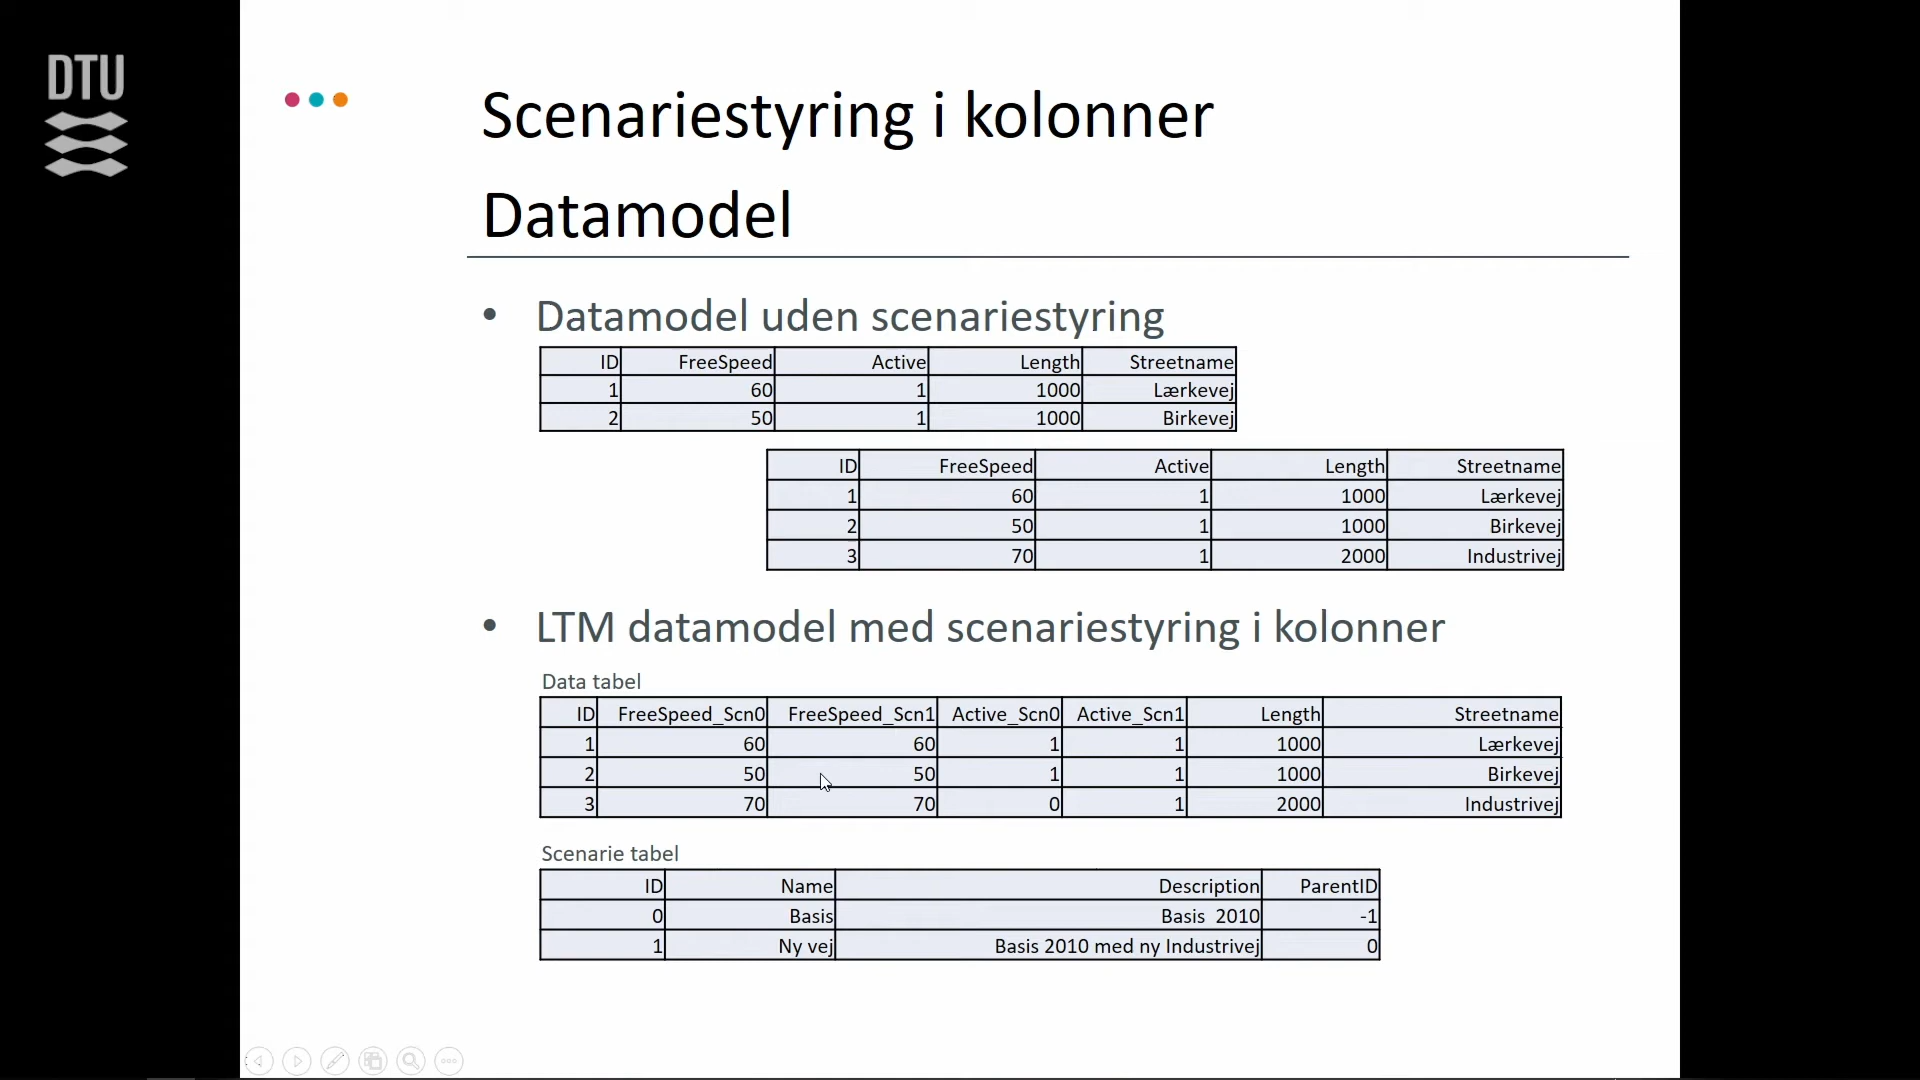 DTU
Scenariestyring i kolonner
Datamodel
• Datamodel uden scenariestyring
ID FreeSpeed Active Length Streetname
1 60 1 1000 Lærkevej
2 50 1 1000 Birkevej
ID FreeSpeed Active Length Streetname
1 60 1 1000 Lærkevej
2 50 1 1000 Birkevej
3 70 1 2000 Industrivej
• LTM datamodel med scenariestyring i kolonner
Data tabel
ID FreeSpeed_Scn0 FreeSpeed_Scn1 Active_Scn0 Active_Scn1 Length Streetname
1 60 60 1 1 1000 Lærkevej
2 50 50 1 1 1000 Birkevej
3 70 70 0 1 2000 Industrivej
Scenarie tabel
ID Name Description ParentID
0 Basis Basis 2010 -1
1 Ny vej Basis 2010 med ny Industrivej 0